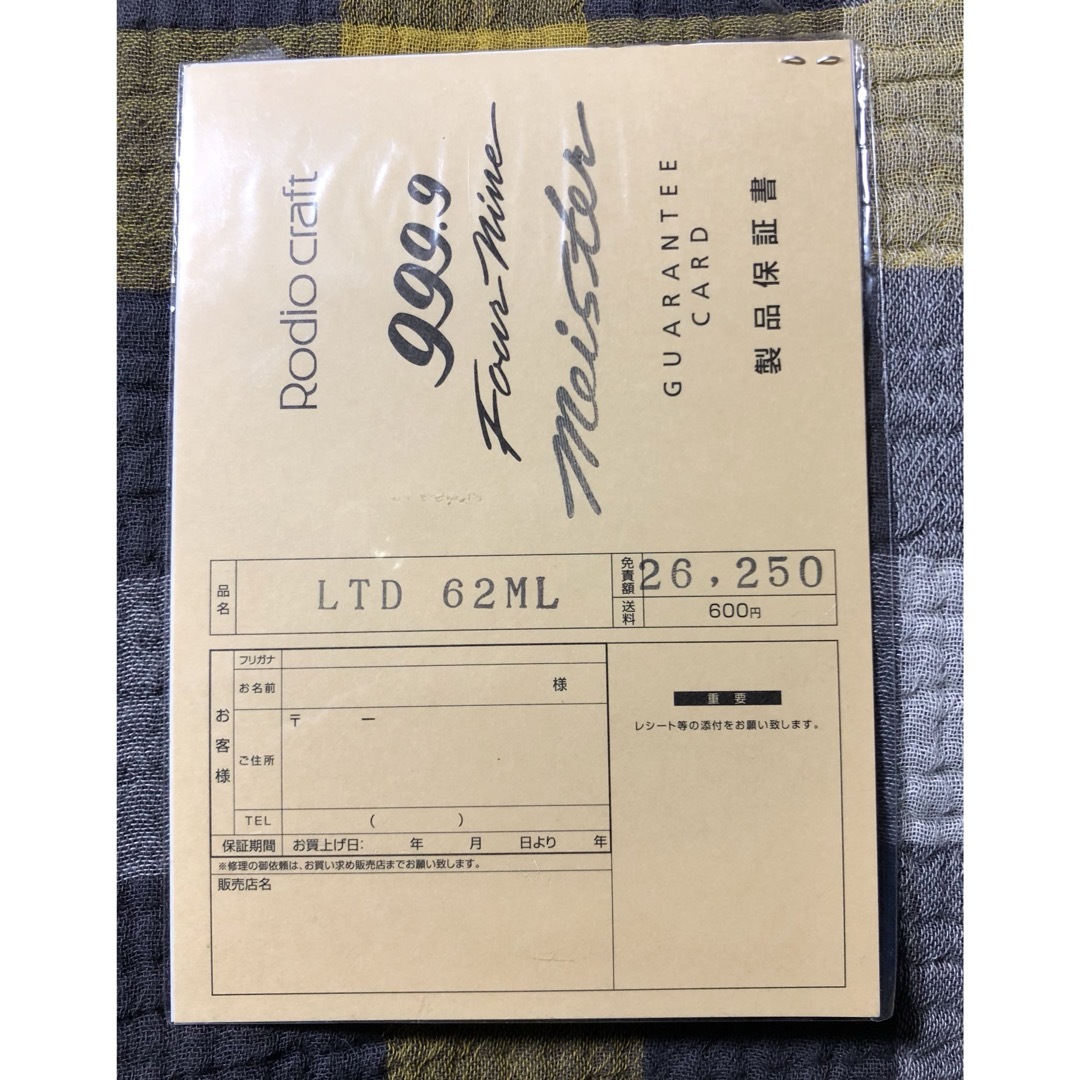 Rodio craft
999.9
Four-Nine
Meister
GUARANTEE
CARD
製品保証書
品名
LTD 62ML
免責額
26,250
送料
600円
お客様
フリガナ
お名前
様
ご住所
〒 ー
TEL
( )
保証期間
お買上げ日: 年 月 日より 年
※修理の御依頼は、お買い求め販売店までお願い致します。
販売店名
重要
レシート等の添付をお願い致します。